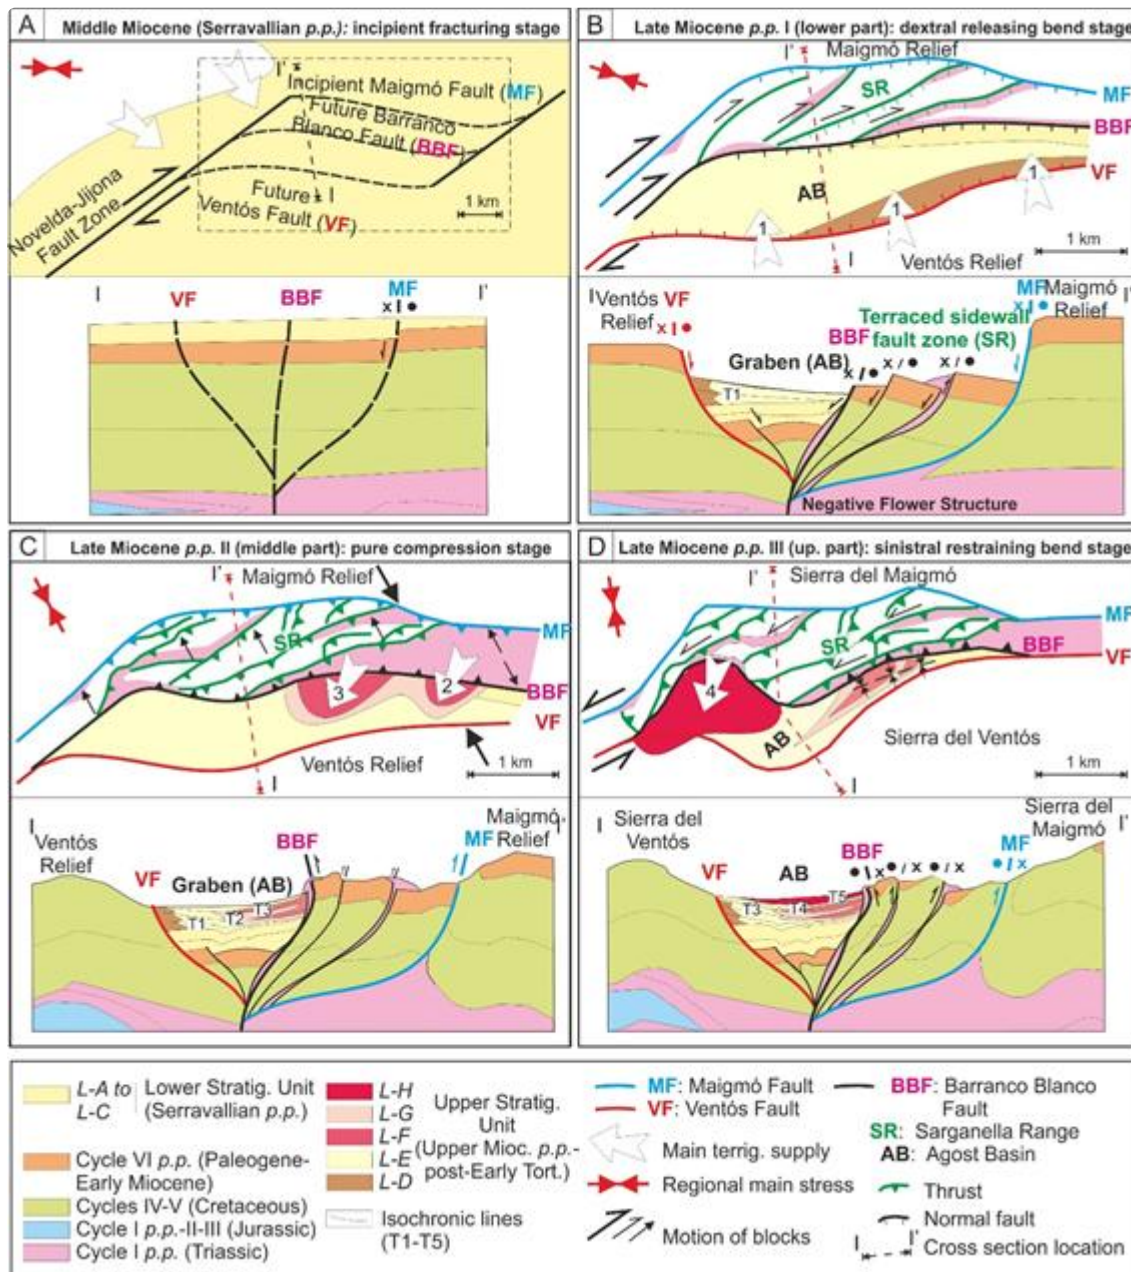 A
Middle Miocene (Serravallian p.p.): incipient fracturing stage
I'
Incipient Maigmó Fault (MF)
Future Barranco
Blanco Fault (BBF)
Future
Ventós Fault (VF)
I
Novelda-Jijona
Fault Zone
1 km
I
VF
BBF
MF
I'
x I ●
B
Late Miocene p.p. I (lower part): dextral releasing bend stage
I'
Maigmó Relief
SR
MF
BBF
AB
VF
1
1
1
I
Ventós Relief
1 km
I
Ventós
Relief
VF
x I ●
MF
x I ●
Maigmó
Relief
I'
Terraced sidewall
fault zone (SR)
BBF
Graben (AB)
x / ●
x / ●
x / ●
T1
Negative Flower Structure
C
Late Miocene p.p. II (middle part): pure compression stage
I'
Maigmó Relief
SR
MF
3
2
BBF
VF
Ventós Relief
I
1 km
I
Ventós
Relief
VF
Graben (AB)
BBF
MF
Maigmó
Relief
I'
T1
T2
T3
D
Late Miocene p.p. III (up. part): sinistral restraining bend stage
I'
Sierra del Maigmó
SR
MF
BBF
VF
4
AB
Sierra del Ventós
I
1 km
I
Sierra del
Ventós
VF
AB
BBF
● \ x
● / x
● / x
MF
● / x
Sierra del
Maigmó
I'
T3
T4
T5
L-A to
L-C
Lower Stratig. Unit
(Serravallian p.p.)
Cycle VI p.p. (Paleogene-
Early Miocene)
Cycles IV-V (Cretaceous)
Cycle I p.p.-II-III (Jurassic)
Cycle I p.p. (Triassic)
L-H
L-G
L-F
L-E
L-D
Upper Stratig.
Unit
(Upper Mioc. p.p.-
post-Early Tort.)
Isochronic lines
(T1-T5)
MF: Maigmó Fault
VF: Ventós Fault
Main terrig. supply
Regional main stress
Motion of blocks
BBF: Barranco Blanco
Fault
SR: Sarganella Range
AB: Agost Basin
Thrust
Normal fault
I
I'
Cross section location